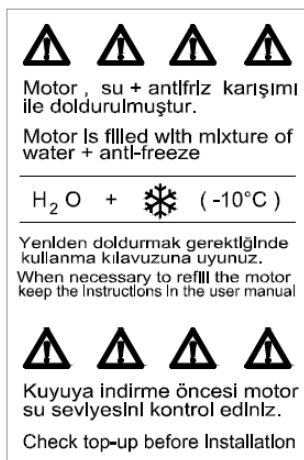 Motor , su + antifriz karışımı
ile doldurulmuştur.
Motor is filled with mixture of
water + anti-freeze
H₂O + ❄ (-10°C)
Yeniden doldurmak gerektiğinde
kullanma kılavuzuna uyunuz.
When necessary to refill the motor
keep the instructions in the user manual
Kuyuya indirme öncesi motor
su seviyesini kontrol ediniz.
Check top-up before installation